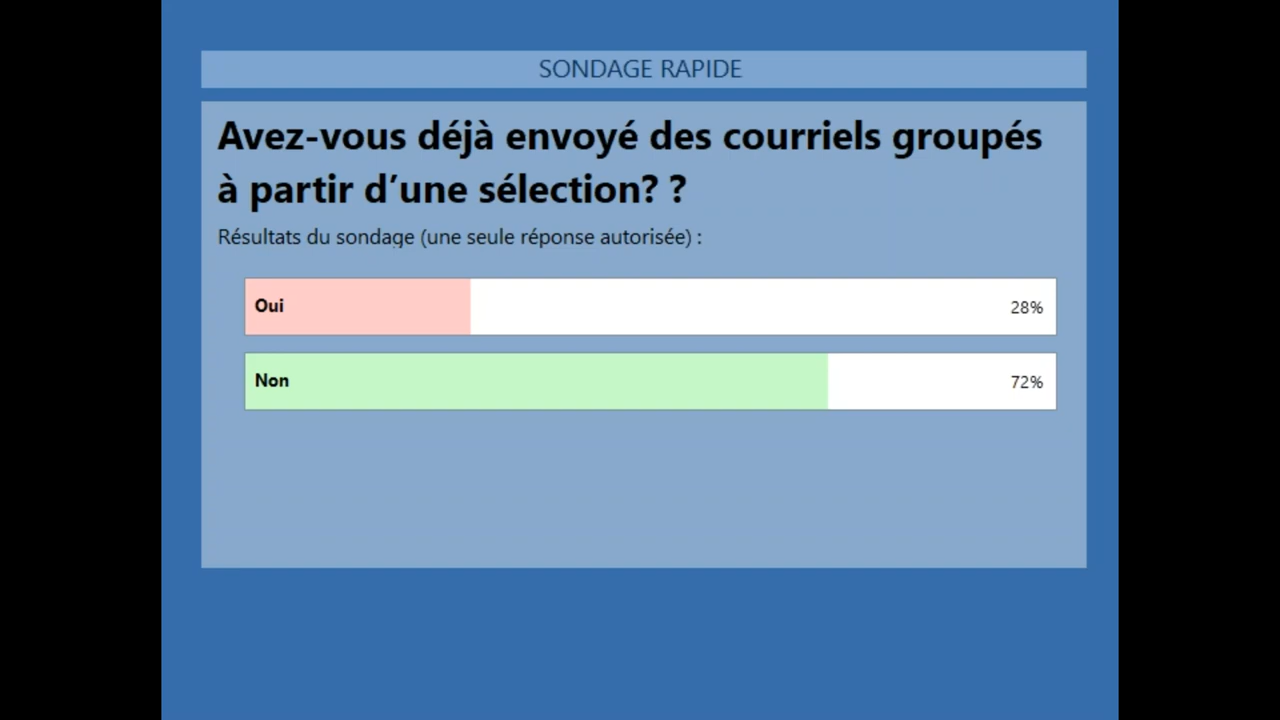 SONDAGE RAPIDE
Avez-vous déjà envoyé des courriels groupés
à partir d’une sélection? ?
Résultats du sondage (une seule réponse autorisée) :
Oui 28%
Non 72%